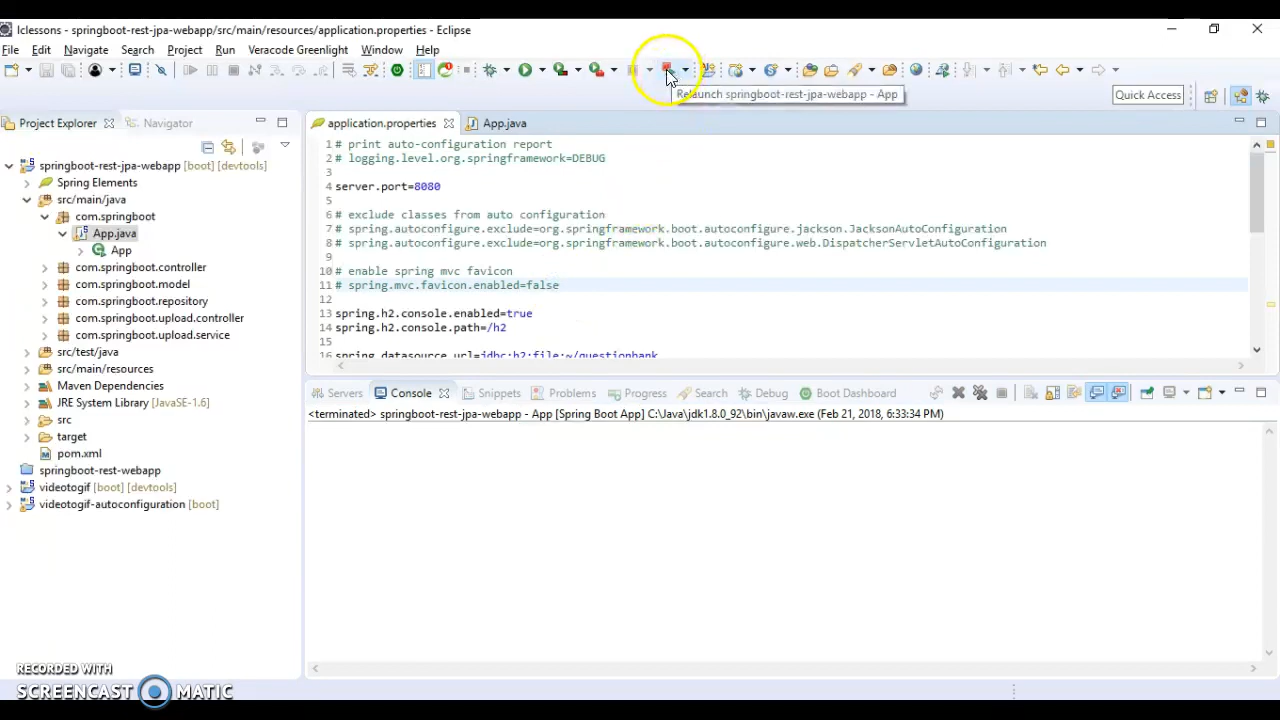 lclessons - springboot-rest-jpa-webapp/src/main/resources/application.properties - Eclipse
File Edit Navigate Search Project Run Veracode Greenlight Window Help
Relaunch springboot-rest-jpa-webapp - App
Quick Access
Project Explorer Navigator
springboot-rest-jpa-webapp [boot] [devtools]
Spring Elements
src/main/java
com.springboot
App.java
App
com.springboot.controller
com.springboot.model
com.springboot.repository
com.springboot.upload.controller
com.springboot.upload.service
src/test/java
src/main/resources
Maven Dependencies
JRE System Library [JavaSE-1.6]
src
target
pom.xml
springboot-rest-webapp
videotogif [boot] [devtools]
videotogif-autoconfiguration [boot]
application.properties App.java
1 # print auto-configuration report
2 # logging.level.org.springframework=DEBUG
3
4 server.port=8080
5
6 # exclude classes from auto configuration
7 # spring.autoconfigure.exclude=org.springframework.boot.autoconfigure.jackson.JacksonAutoConfiguration
8 # spring.autoconfigure.exclude=org.springframework.boot.autoconfigure.web.DispatcherServletAutoConfiguration
9
10 # enable spring mvc favicon
11 # spring.mvc.favicon.enabled=false
12
13 spring.h2.console.enabled=true
14 spring.h2.console.path=/h2
15
16 spring.datasource.url=jdbc:h2:file:~/questionbank
Servers Console Snippets Problems Progress Search Debug Boot Dashboard
<terminated> springboot-rest-jpa-webapp - App [Spring Boot App] C:\Java\jdk1.8.0_92\bin\javaw.exe (Feb 21, 2018, 6:33:34 PM)
RECORDED WITH
SCREENCAST MATIC